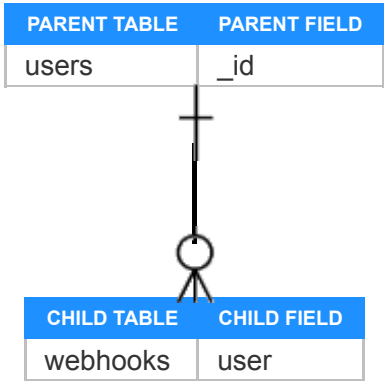 PARENT TABLE PARENT FIELD
users _id
CHILD TABLE CHILD FIELD
webhooks user